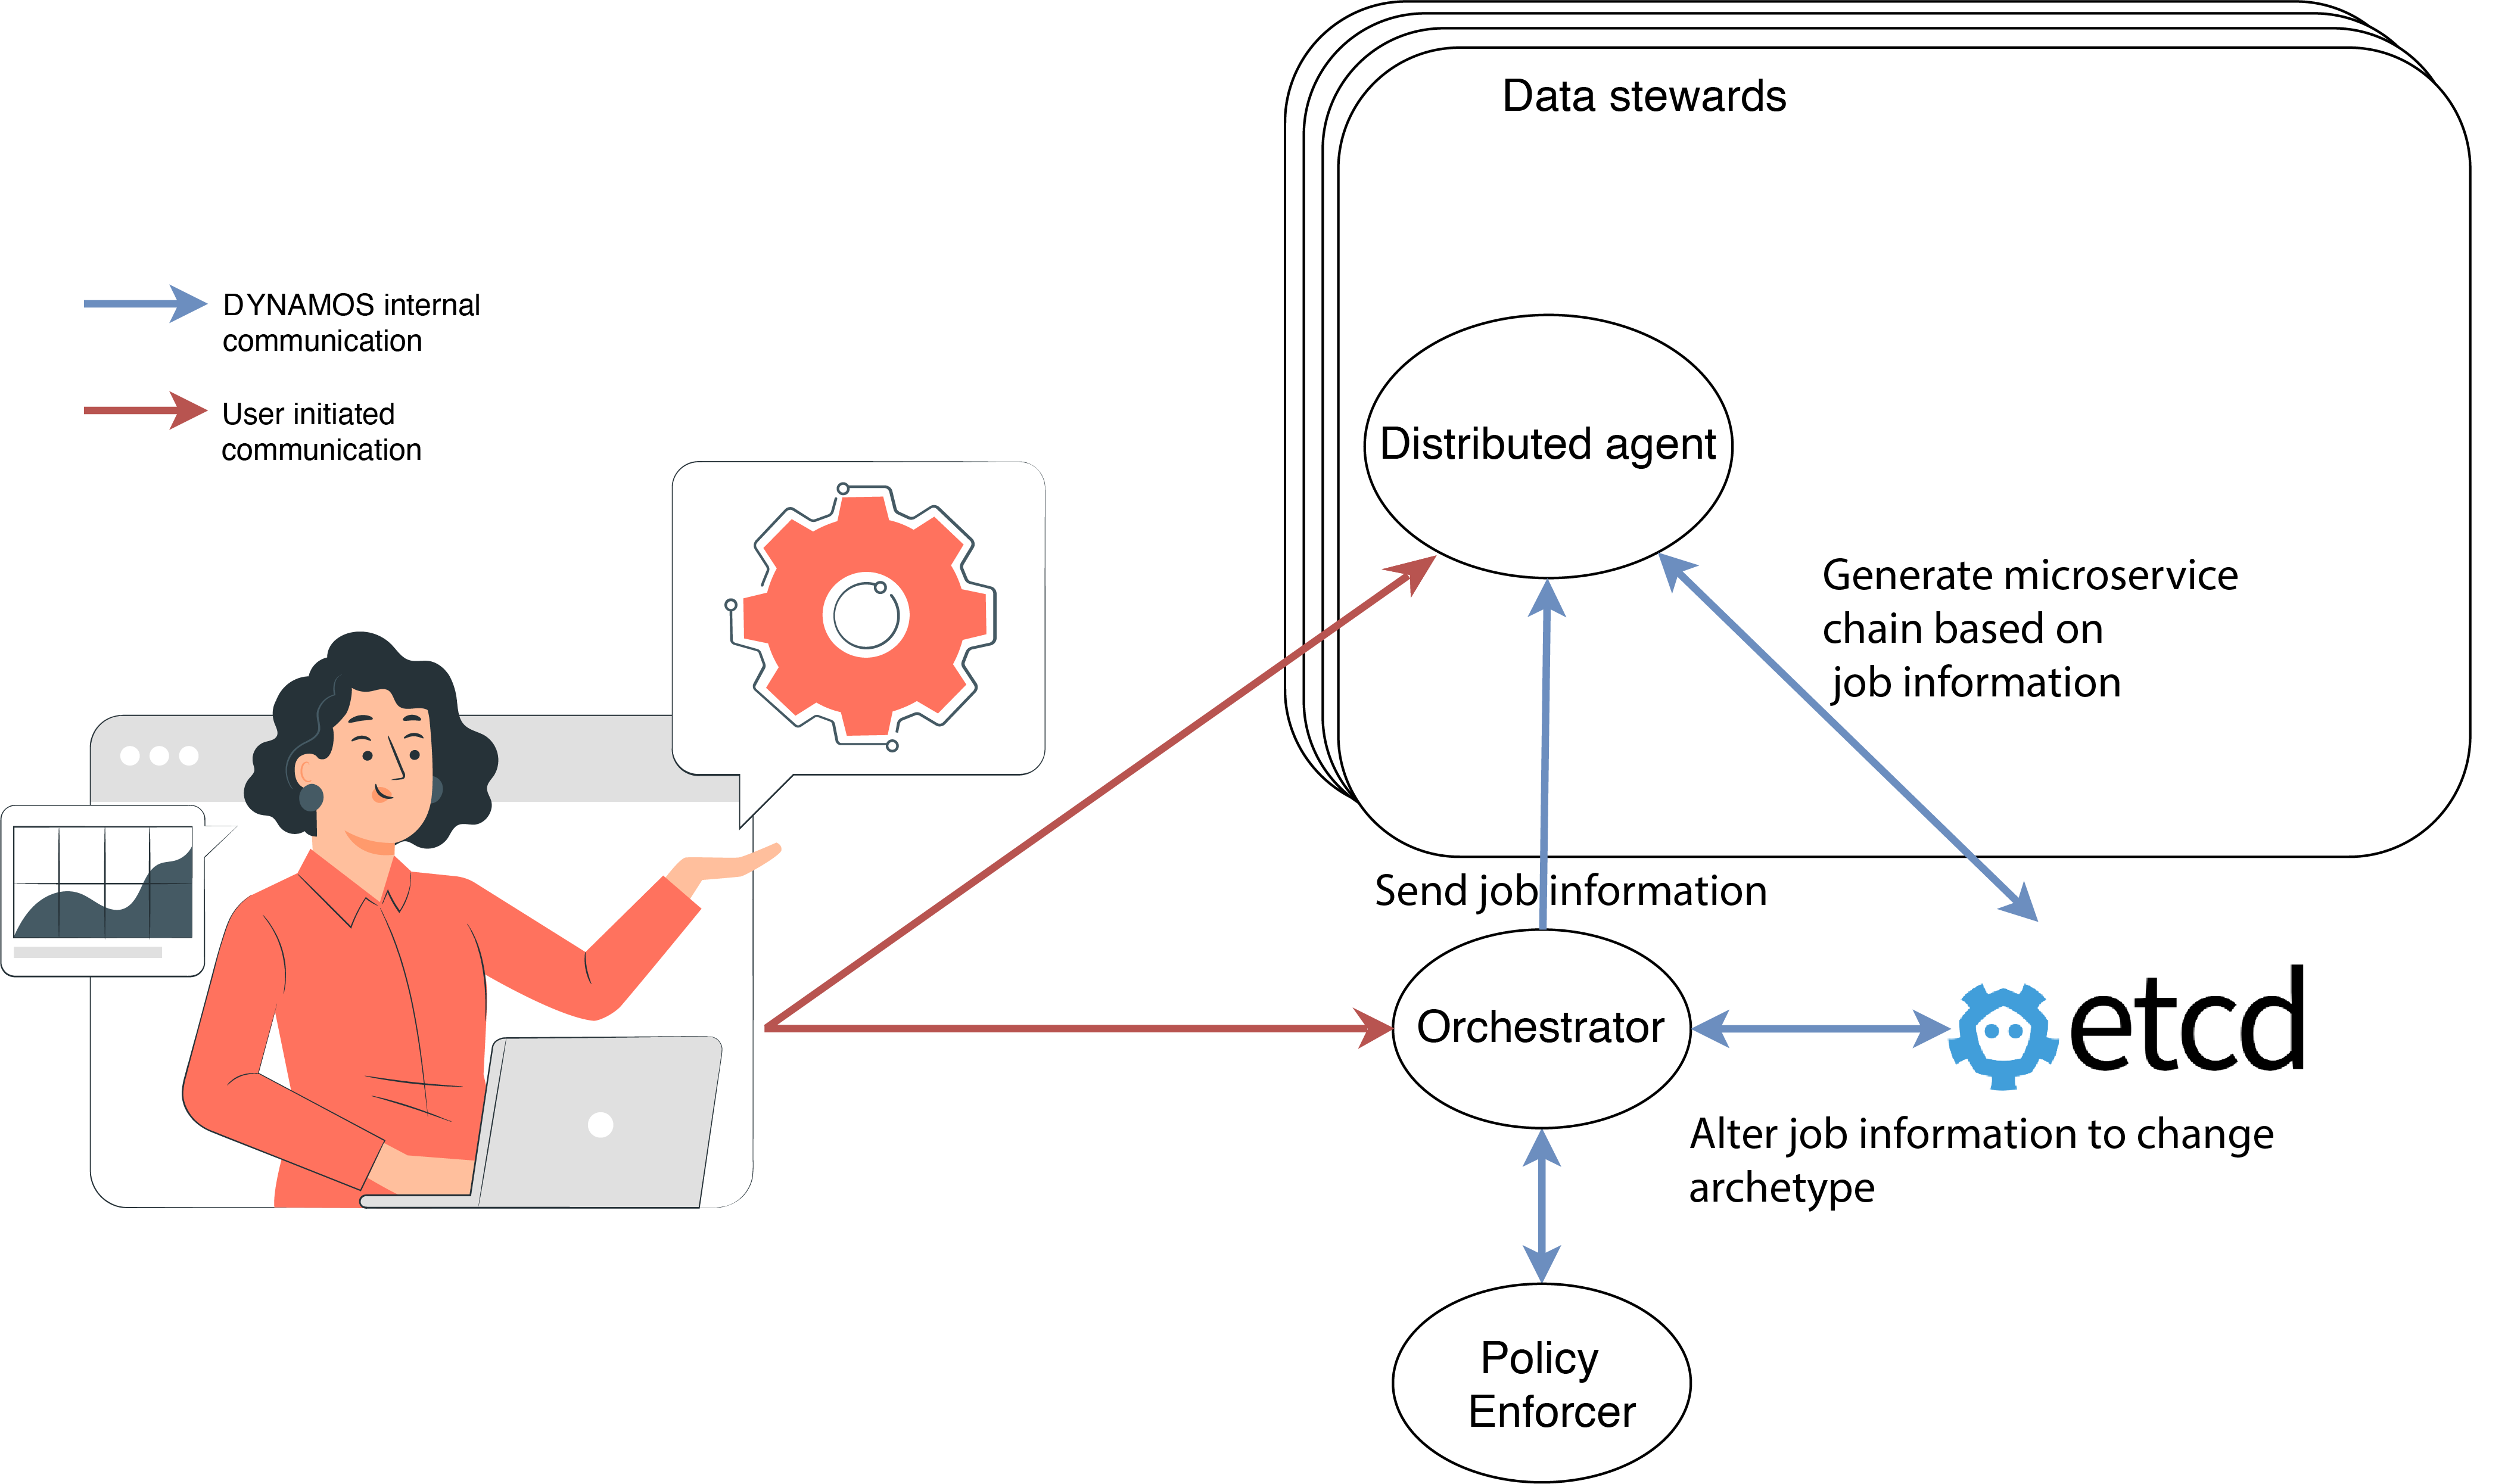 Data stewards
DYNAMOS internal
communication
User initiated
communication
Distributed agent
Generate microservice
chain based on
job information
Send job information
Orchestrator
etcd
Alter job information to change
archetype
Policy
Enforcer